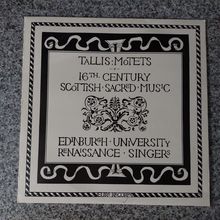 TALLIS: MOTETS
16TH. CENTURY
SCOTTISH · SACRED · MUSIC
EDINBURGH · UNIVERSITY
RENAISSANCE · SINGERS